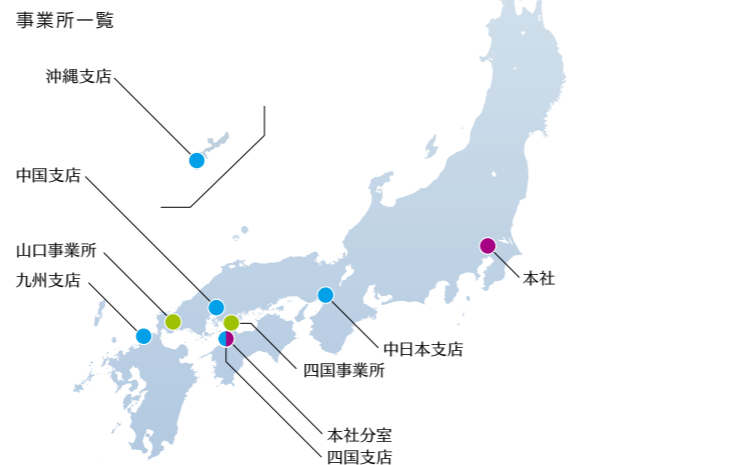 事業所一覧
沖縄支店
中国支店
山口事業所
九州支店
本社
中日本支店
四国事業所
本社分室
四国支店